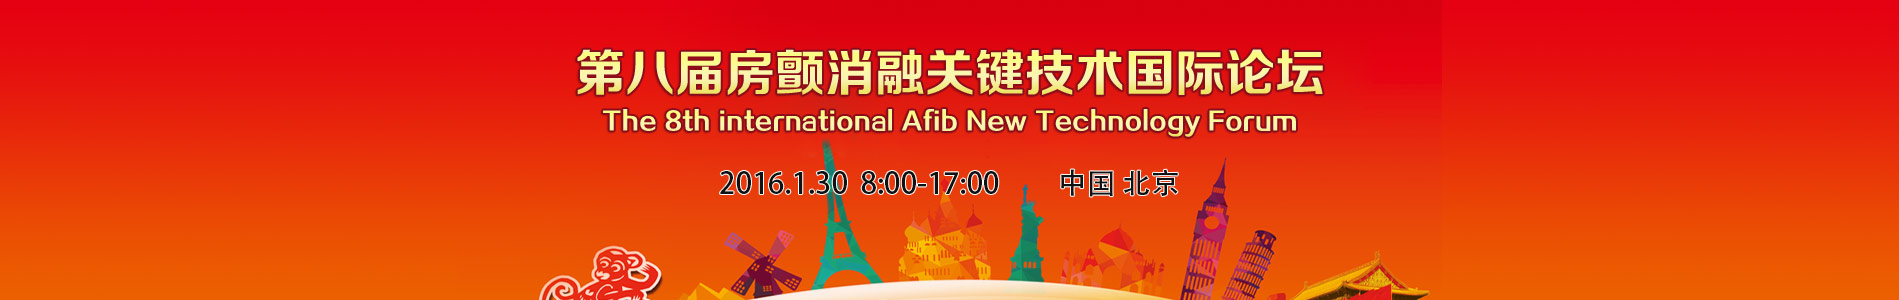 第八届房颤消融关键技术国际论坛
The 8th international Afib New Technology Forum
2016.1.30 8:00-17:00 中国 北京